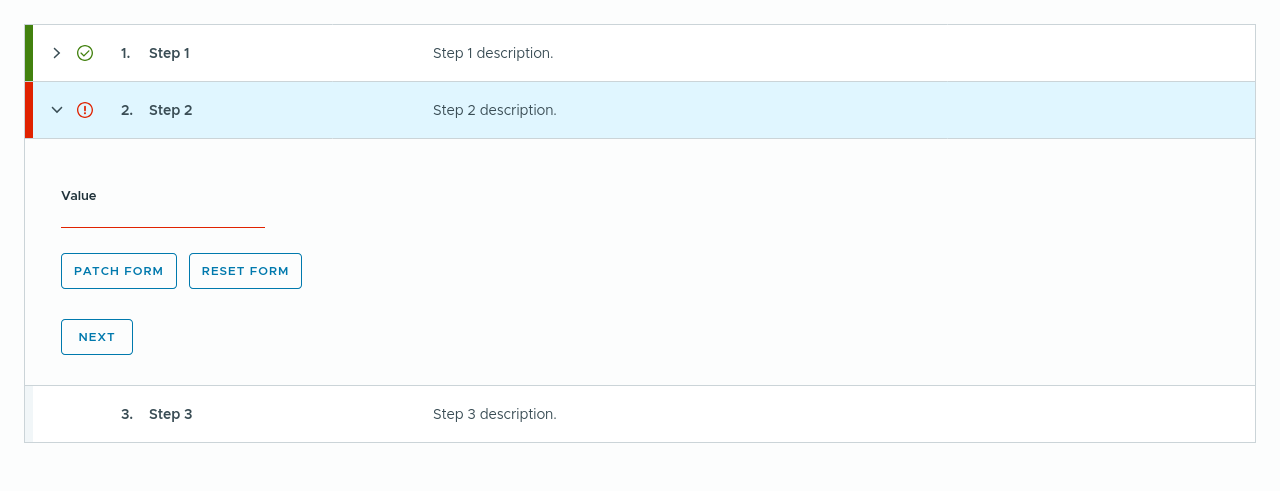 1. Step 1 Step 1 description.
2. Step 2 Step 2 description.
Value
PATCH FORM RESET FORM
NEXT
3. Step 3 Step 3 description.